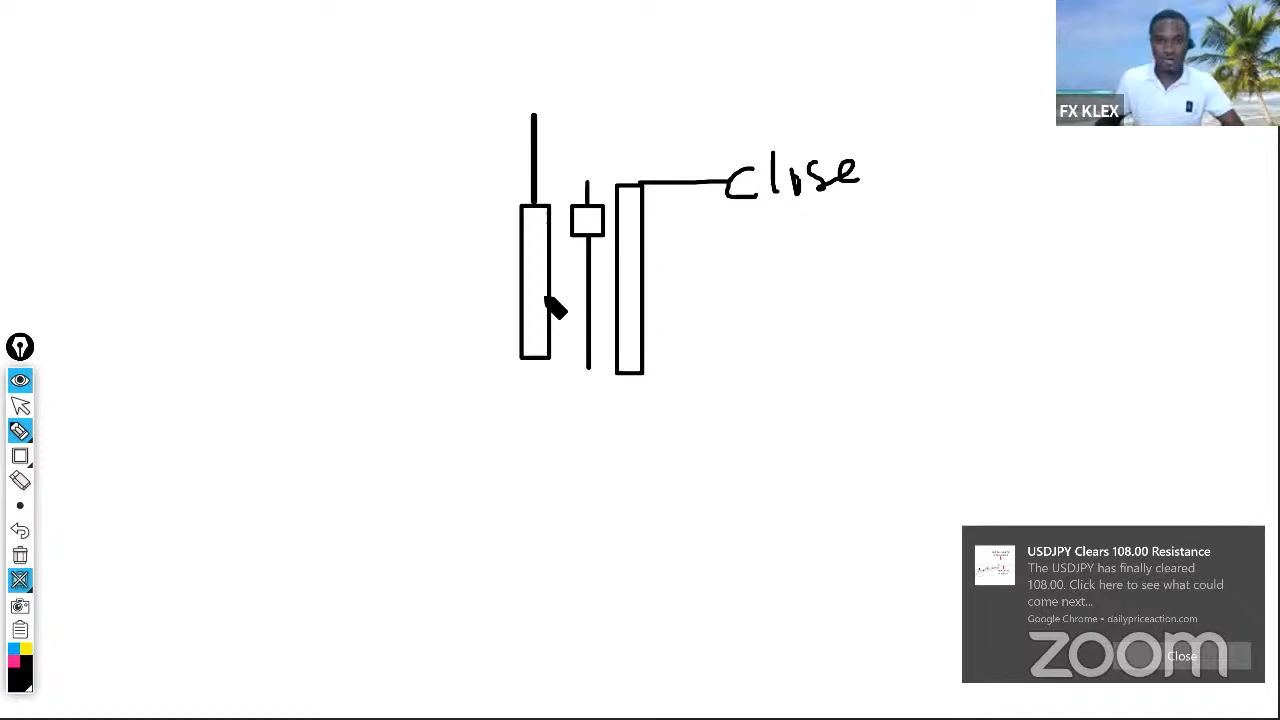 FX KLEX
Close
USDJPY Clears 108.00 Resistance
The USDJPY has finally cleared
108.00. Click here to see what could
come next...
Google Chrome • dailypriceaction.com
zoom
Close